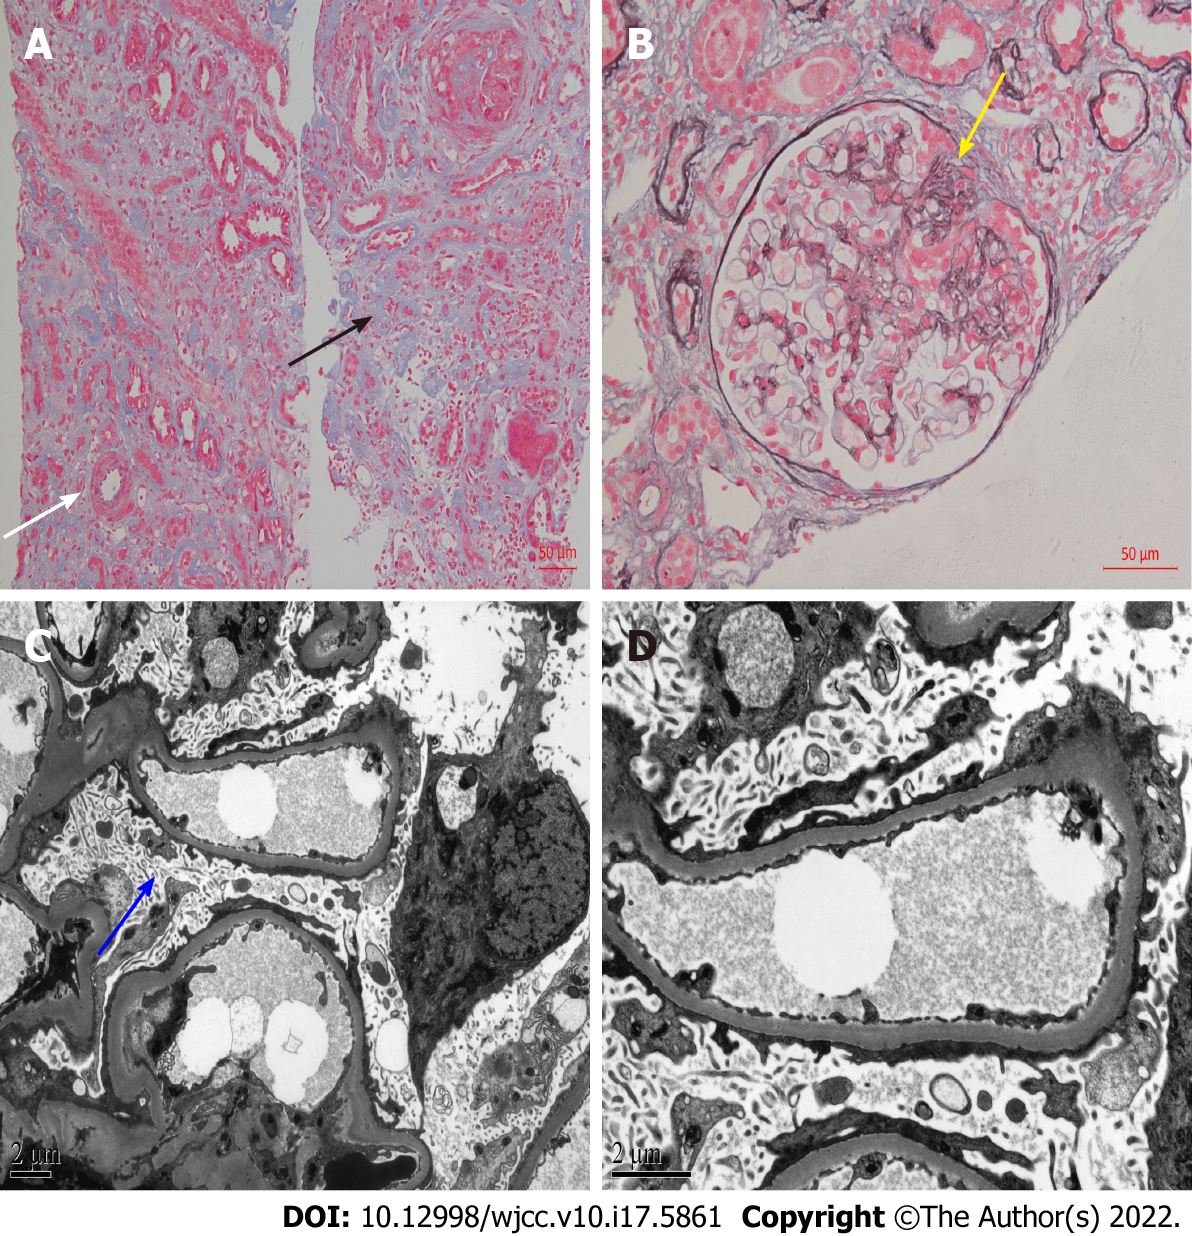 A
B
50 µm
50 µm
C
D
2 µm
2 µm
DOI: 10.12998/wjcc.v10.i17.5861 Copyright ©The Author(s) 2022.